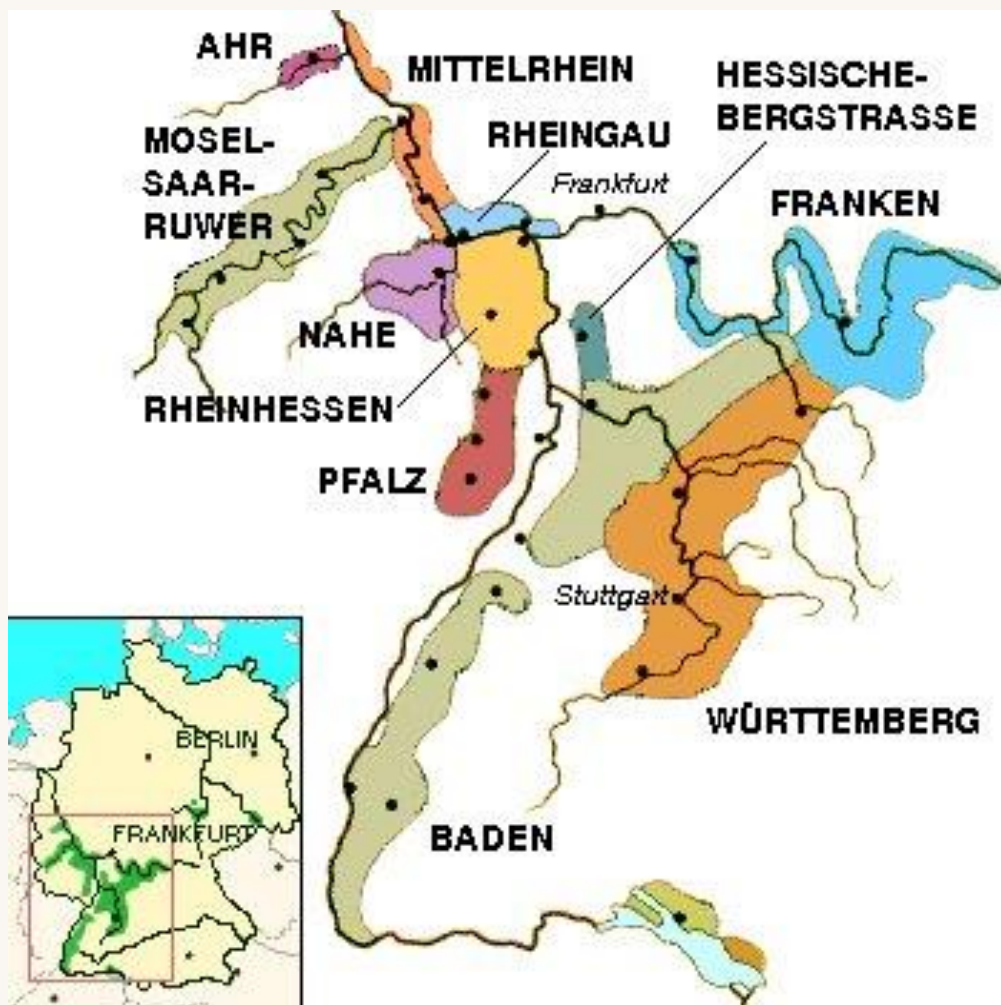 AHR
MITTELRHEIN
HESSISCHE-
BERGSTRASSE
MOSEL-
SAAR-
RUWER
RHEINGAU
Frankfurt
FRANKEN
NAHE
RHEINHESSEN
PFALZ
Stuttgart
WÜRTTEMBERG
BADEN
BERLIN
FRANKFURT